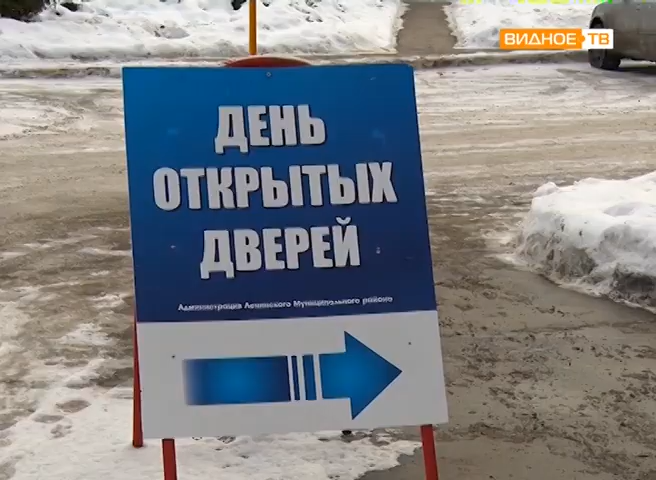 ВИДНОЕ ТВ
ДЕНЬ
ОТКРЫТЫХ
ДВЕРЕЙ
Администрация Ленинского Муниципального района